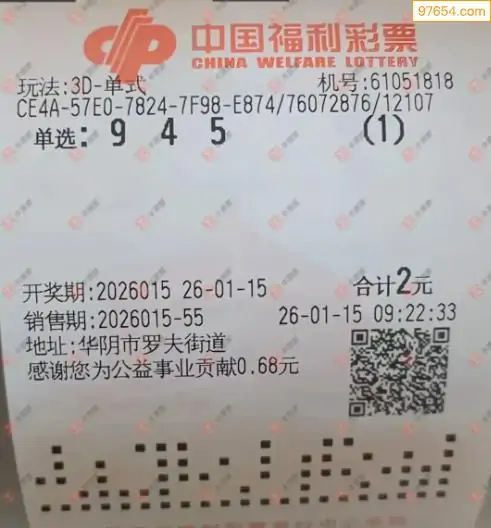 97654.com
中国福利彩票
CHINA WELFARE LOTTERY
玩法:3D-单式 机号:61051818
CE4A-57E0-7824-7F98-E874/76072876/12107
单选: 9 4 5 (1)
开奖期:2026015 26-01-15 合计2元
销售期:2026015-55 26-01-15 09:22:33
地址:华阴市罗夫街道
感谢您为公益事业贡献0.68元